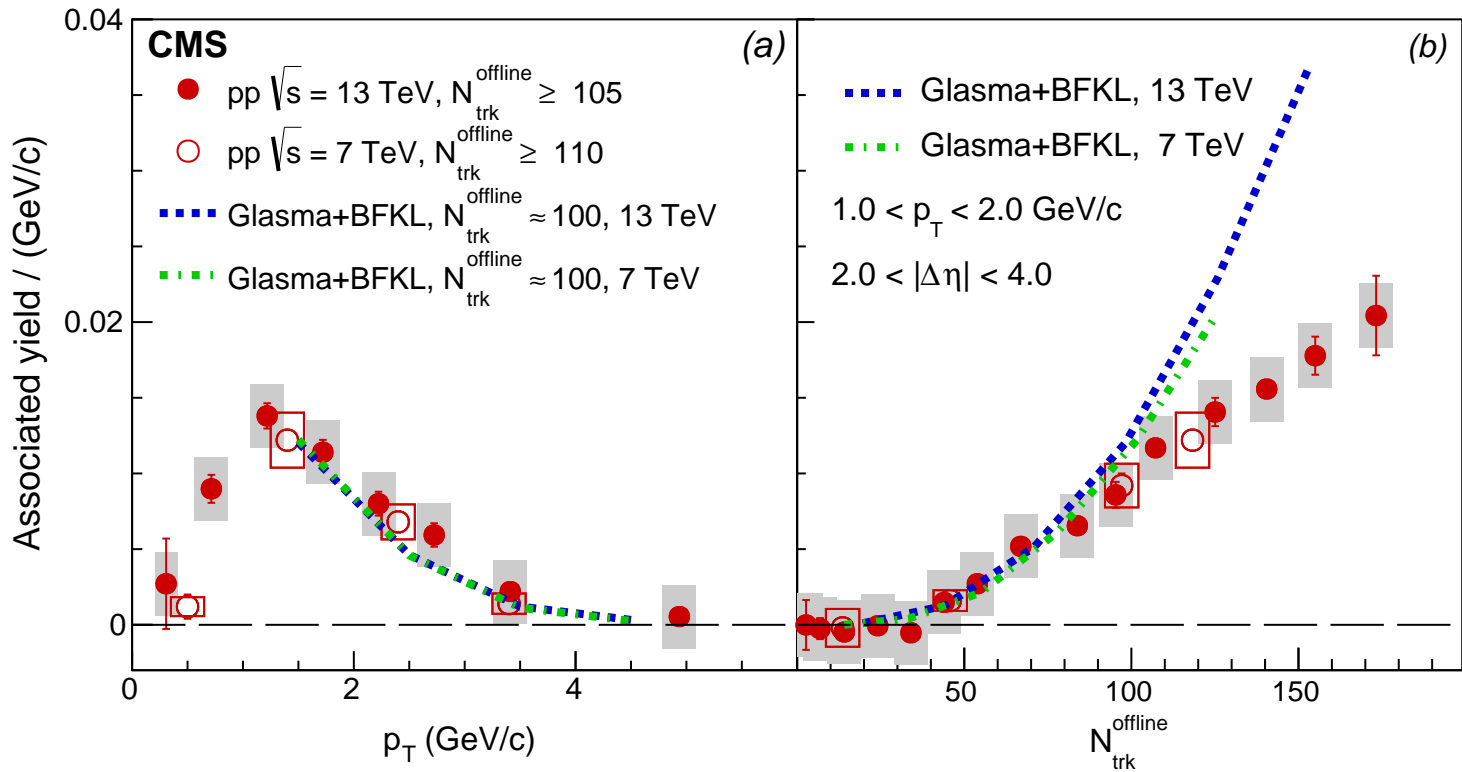 0.04
0.02
0
Associated yield / (GeV/c)
CMS
(a)
pp √s = 13 TeV, N_trk^offline ≥ 105
pp √s = 7 TeV, N_trk^offline ≥ 110
Glasma+BFKL, N_trk^offline ≈ 100, 13 TeV
Glasma+BFKL, N_trk^offline ≈ 100, 7 TeV
0 2 4
p_T (GeV/c)
(b)
Glasma+BFKL, 13 TeV
Glasma+BFKL, 7 TeV
1.0 < p_T < 2.0 GeV/c
2.0 < |Δη| < 4.0
50 100 150
N_trk^offline